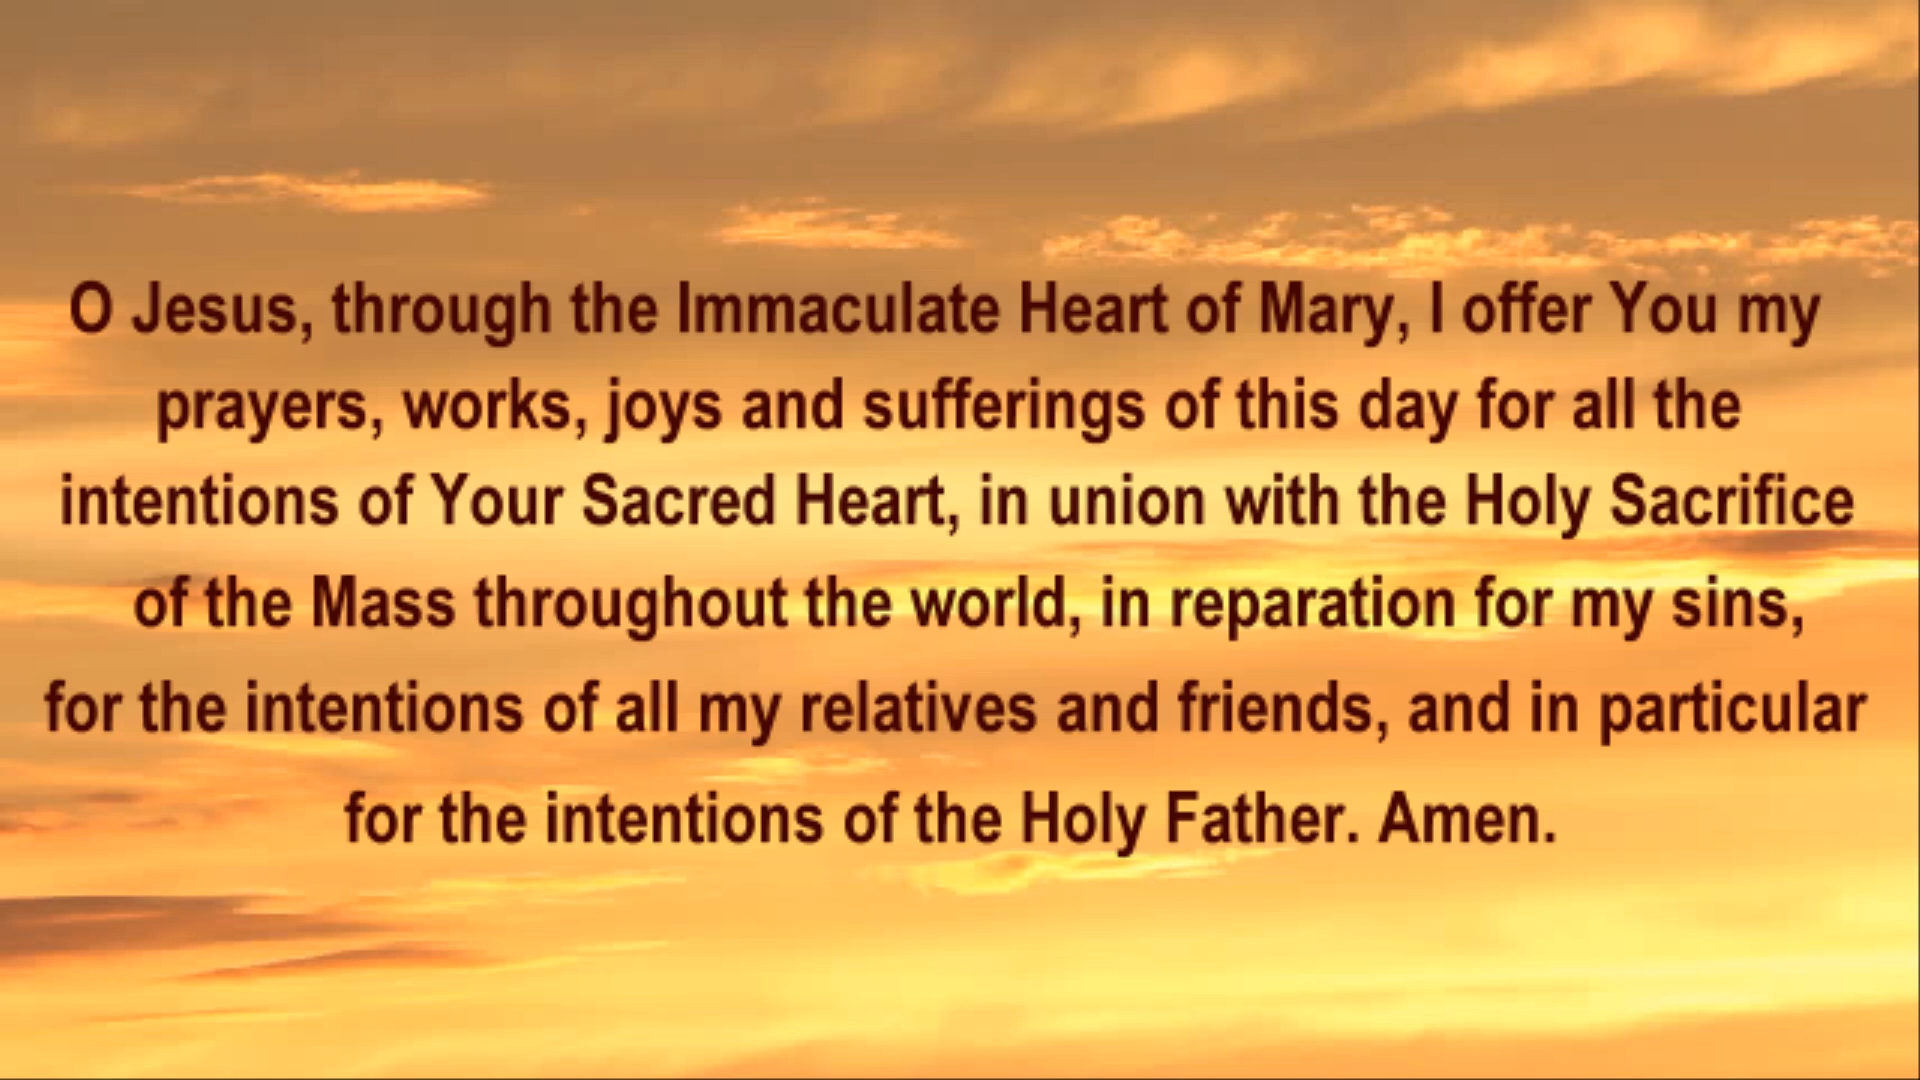 O Jesus, through the Immaculate Heart of Mary, I offer You my
prayers, works, joys and sufferings of this day for all the
intentions of Your Sacred Heart, in union with the Holy Sacrifice
of the Mass throughout the world, in reparation for my sins,
for the intentions of all my relatives and friends, and in particular
for the intentions of the Holy Father. Amen.